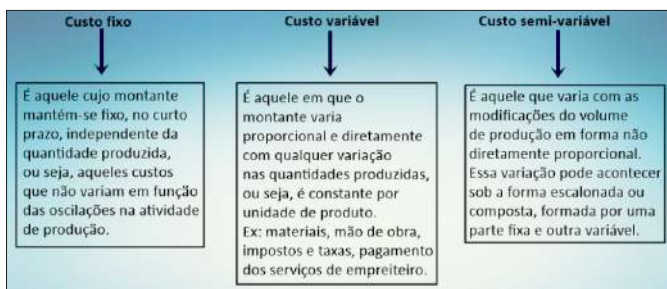 Custo fixo
Custo variável
Custo semi-variável
É aquele cujo montante
mantém-se fixo, no curto
prazo, independente da
quantidade produzida,
ou seja, aqueles custos
que não variam em função
das oscilações na atividade
de produção.
É aquele em que o
montante varia
proporcional e diretamente
com qualquer variação
nas quantidades produzidas,
ou seja, é constante por
unidade de produto.
Ex: materiais, mão de obra,
impostos e taxas, pagamento
dos serviços de empreiteiro.
É aquele que varia com as
modificações do volume
de produção em forma não
diretamente proporcional.
Essa variação pode acontecer
sob a forma escalonada ou
composta, formada por uma
parte fixa e outra variável.